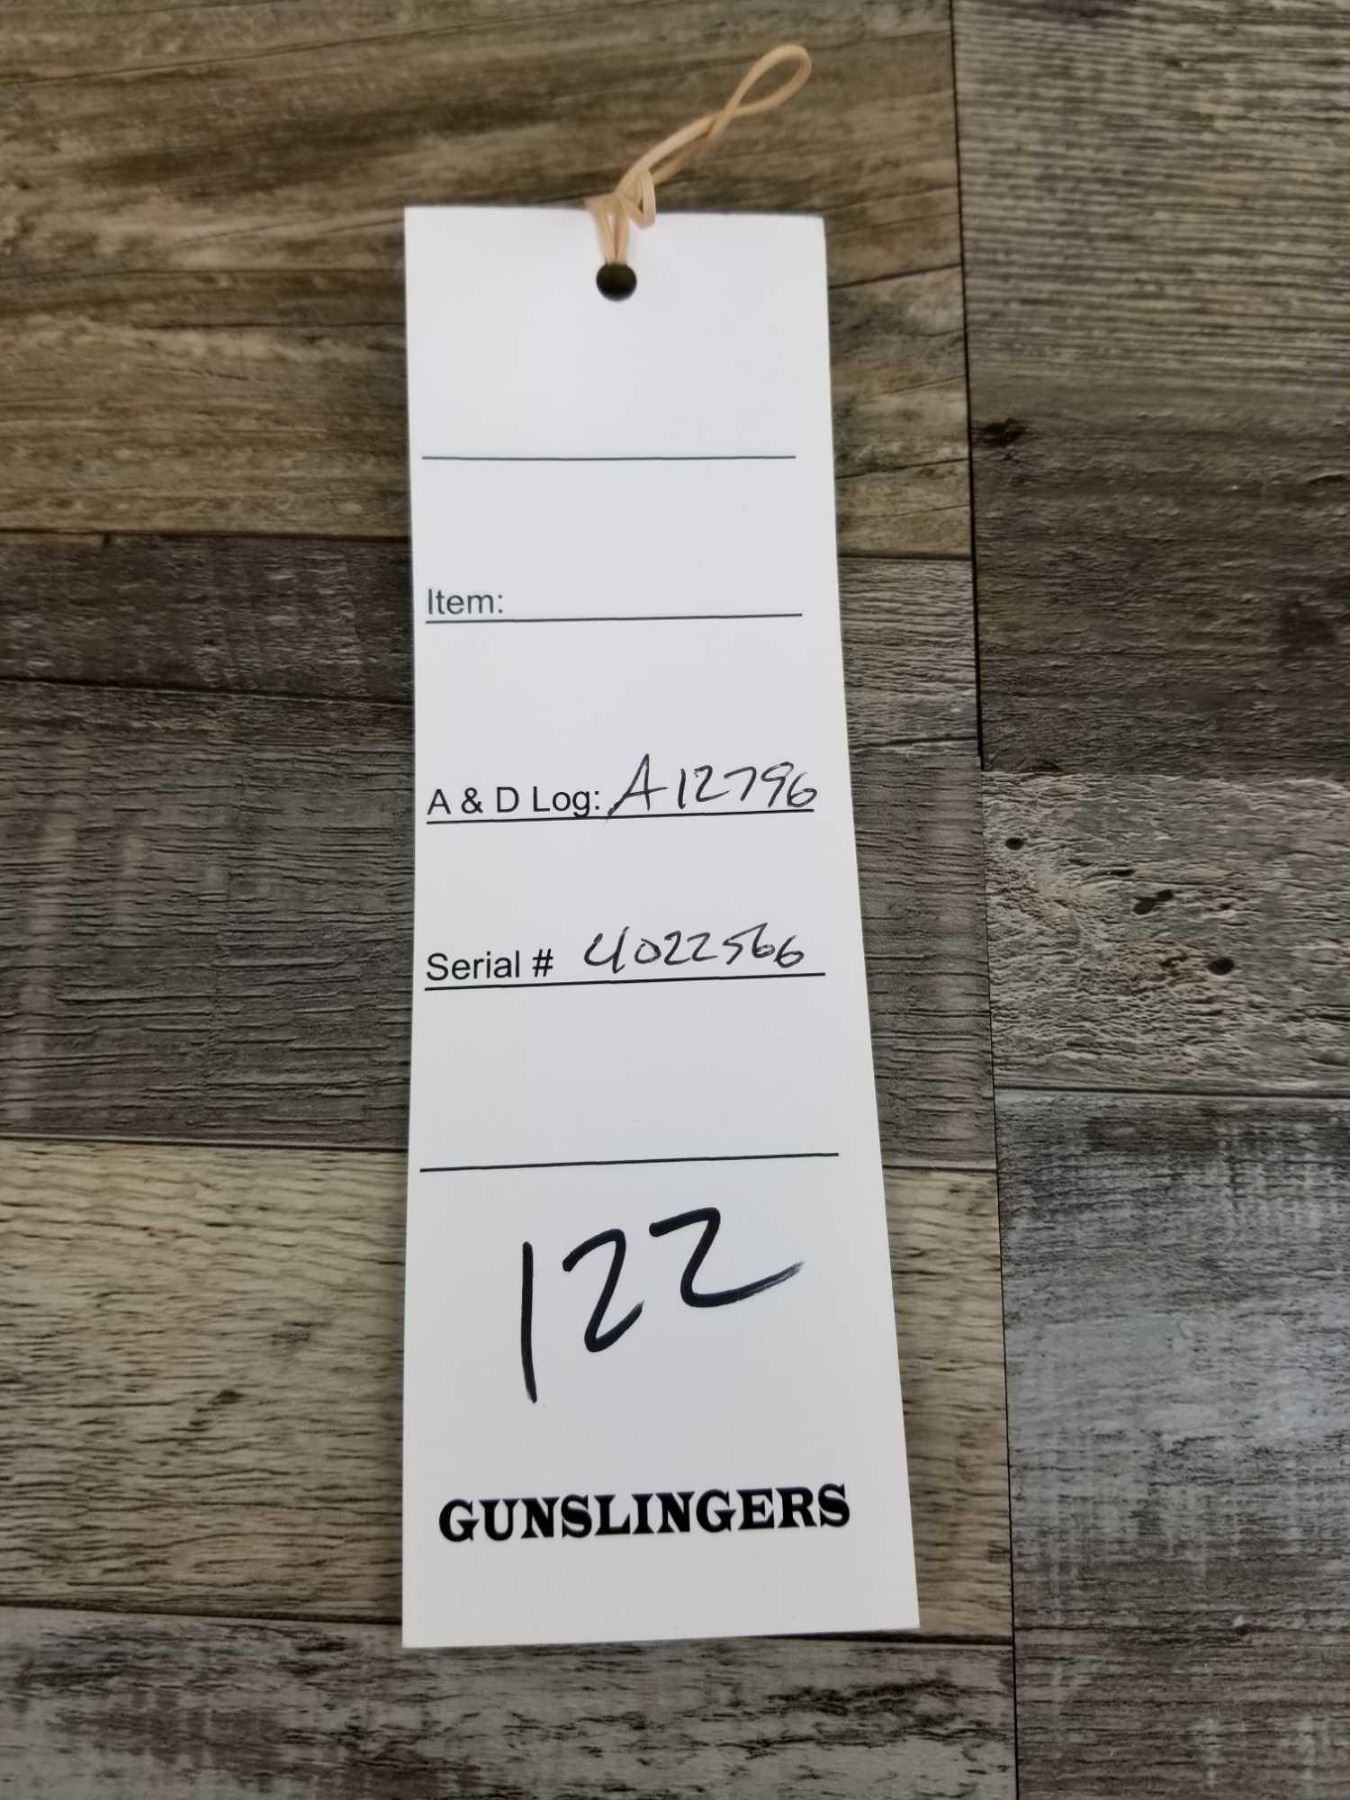 Item:
A & D Log: A12796
Serial # 4022566
122
GUNSLINGERS